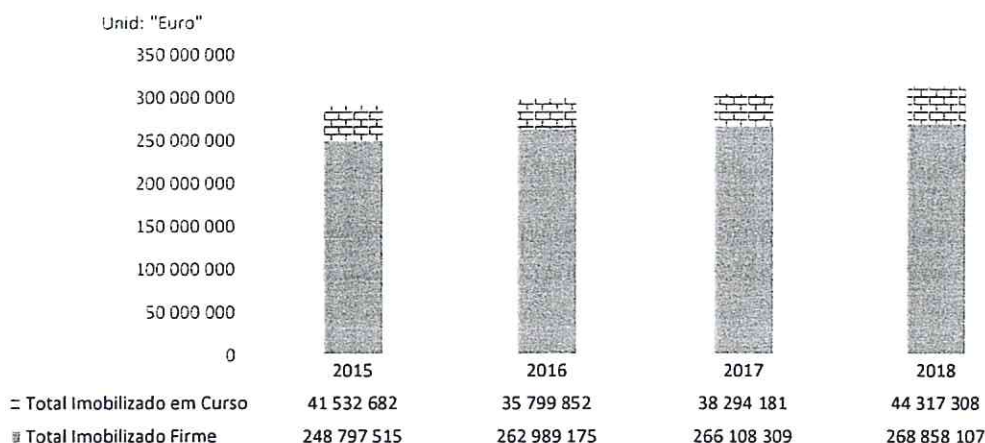 Unid: "Euro"
350 000 000
300 000 000
250 000 000
200 000 000
150 000 000
100 000 000
50 000 000
0
2015 2016 2017 2018
Total Imobilizado em Curso 41 532 682 35 799 852 38 294 181 44 317 308
Total Imobilizado Firme 248 797 515 262 989 175 266 108 309 268 858 107